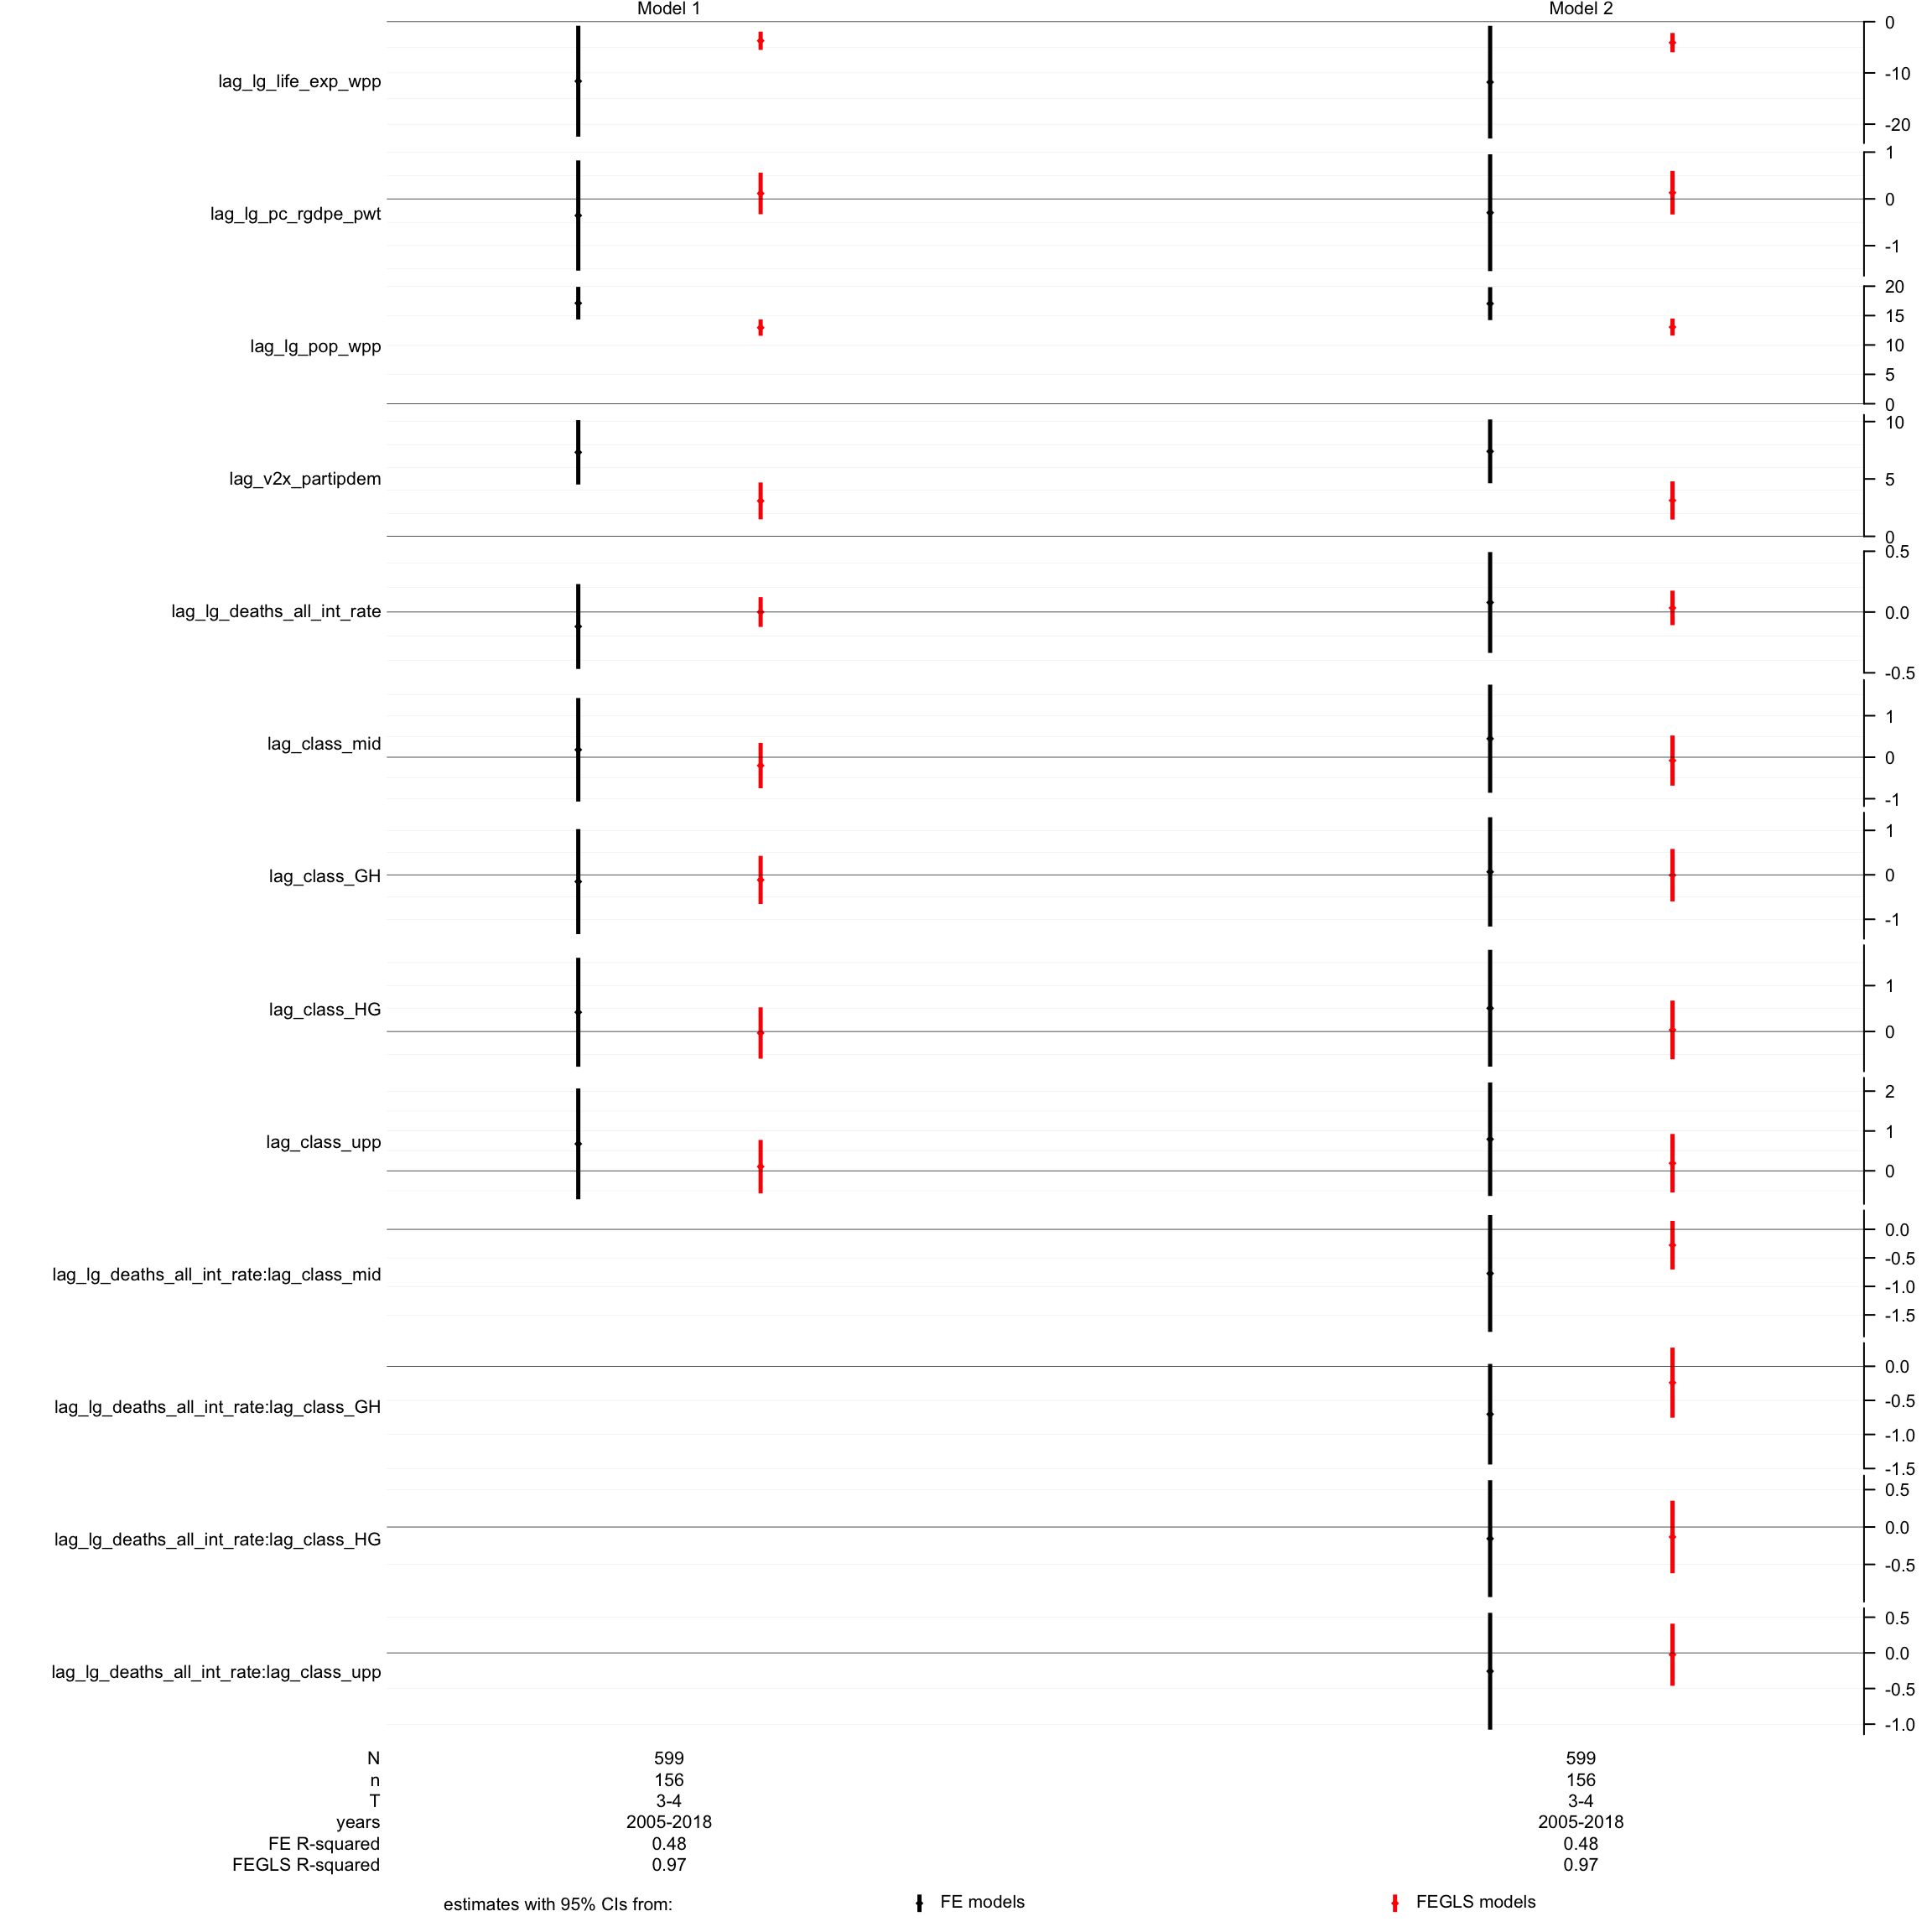 Model 1 Model 2
lag_lg_life_exp_wpp 0 -10 -20
lag_lg_pc_rgdpe_pwt 1 0 -1
lag_lg_pop_wpp 20 15 10 5 0
lag_v2x_partipdem 10 5 0
lag_lg_deaths_all_int_rate 0.5 0.0 -0.5
lag_class_mid 1 0 -1
lag_class_GH 1 0 -1
lag_class_HG 1 0
lag_class_upp 2 1 0
lag_lg_deaths_all_int_rate:lag_class_mid 0.0 -0.5 -1.0 -1.5
lag_lg_deaths_all_int_rate:lag_class_GH 0.0 -0.5 -1.0 -1.5
lag_lg_deaths_all_int_rate:lag_class_HG 0.5 0.0 -0.5
lag_lg_deaths_all_int_rate:lag_class_upp 0.5 0.0 -0.5 -1.0
N 599 599
n 156 156
T 3-4 3-4
years 2005-2018 2005-2018
FE R-squared 0.48 0.48
FEGLS R-squared 0.97 0.97
estimates with 95% CIs from: FE models FEGLS models